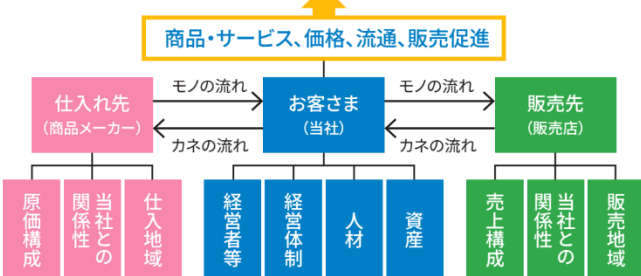 商品・サービス、価格、流通、販売促進
仕入れ先
(商品メーカー)
モノの流れ
カネの流れ
お客さま
(当社)
モノの流れ
カネの流れ
販売先
(販売店)
原価構成
当社との
関係性
仕入地域
経営者等
経営体制
人材
資産
売上構成
当社との
関係性
販売地域